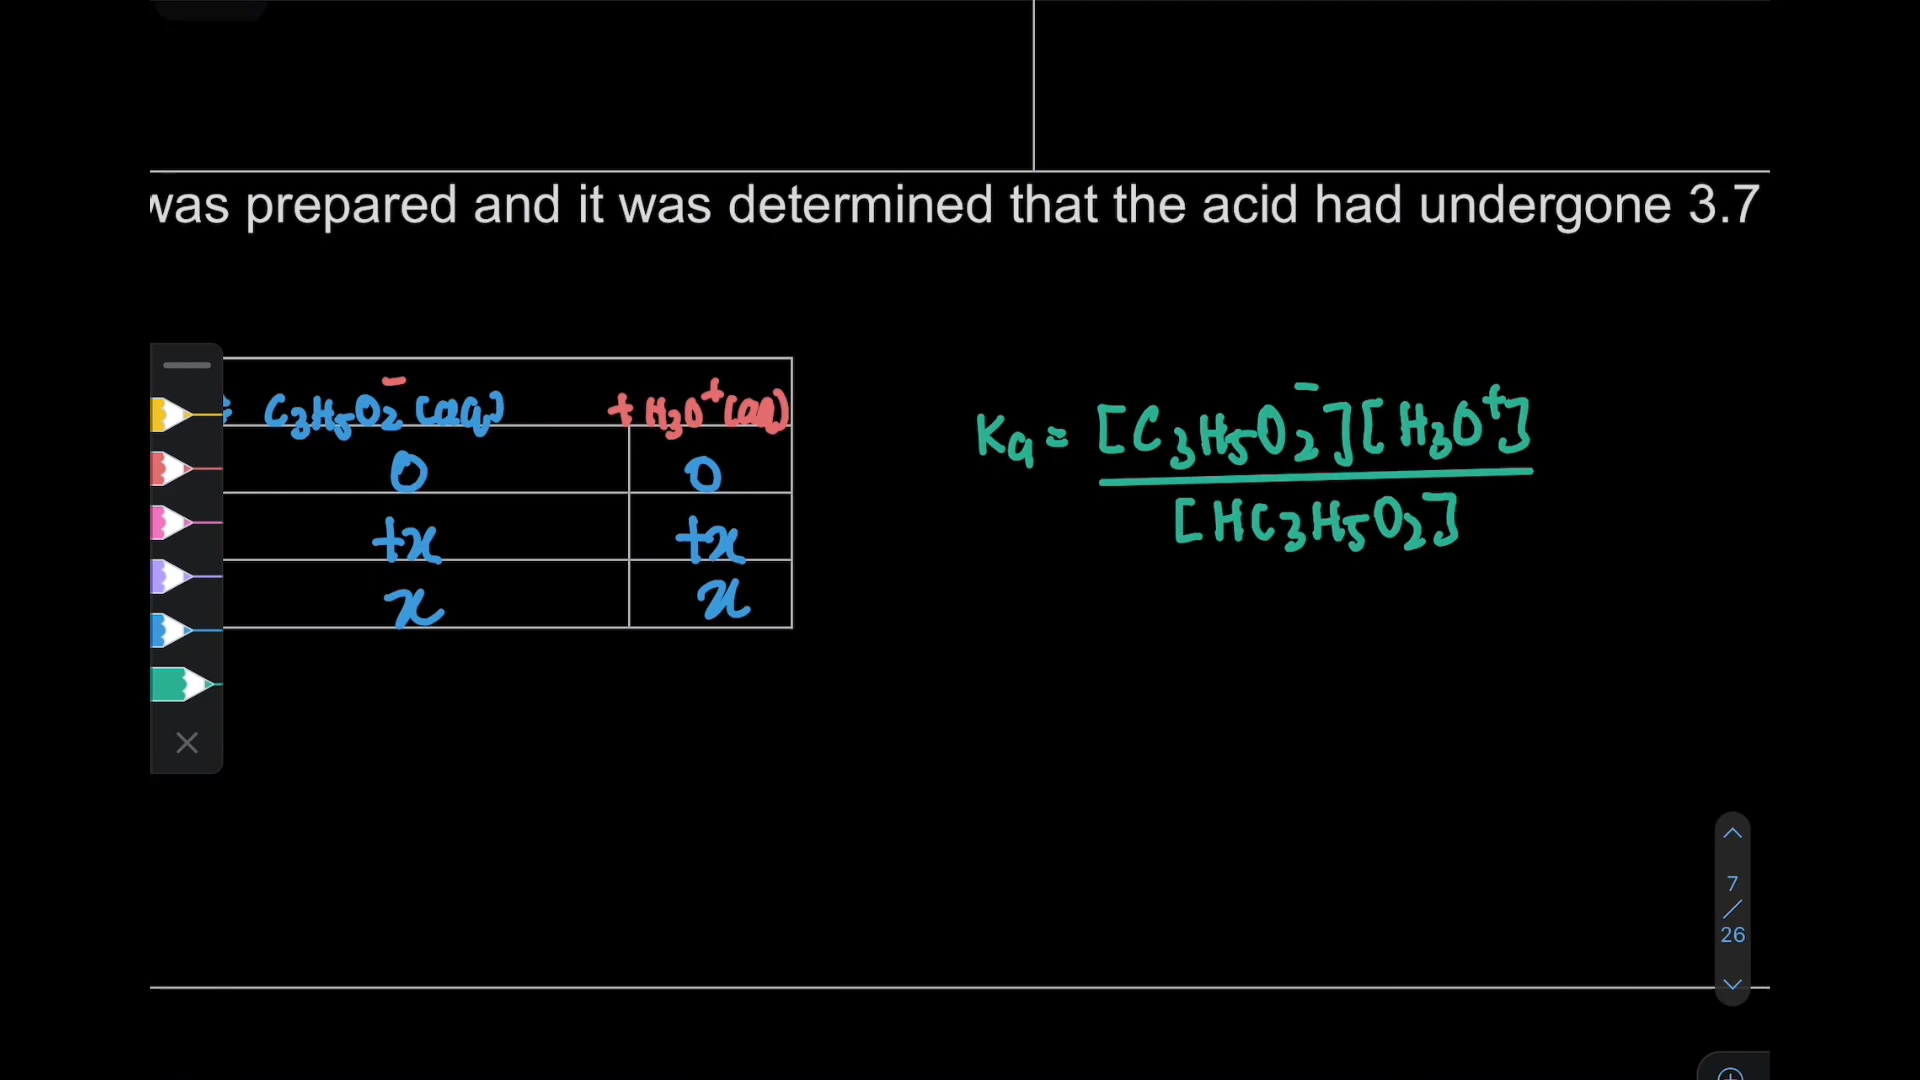 was prepared and it was determined that the acid had undergone 3.7
C₃H₅O₂⁻(aq) + H₃O⁺(aq)
0 0
+x +x
x x
Ka = [C₃H₅O₂⁻][H₃O⁺]
[HC₃H₅O₂]
7
/
26